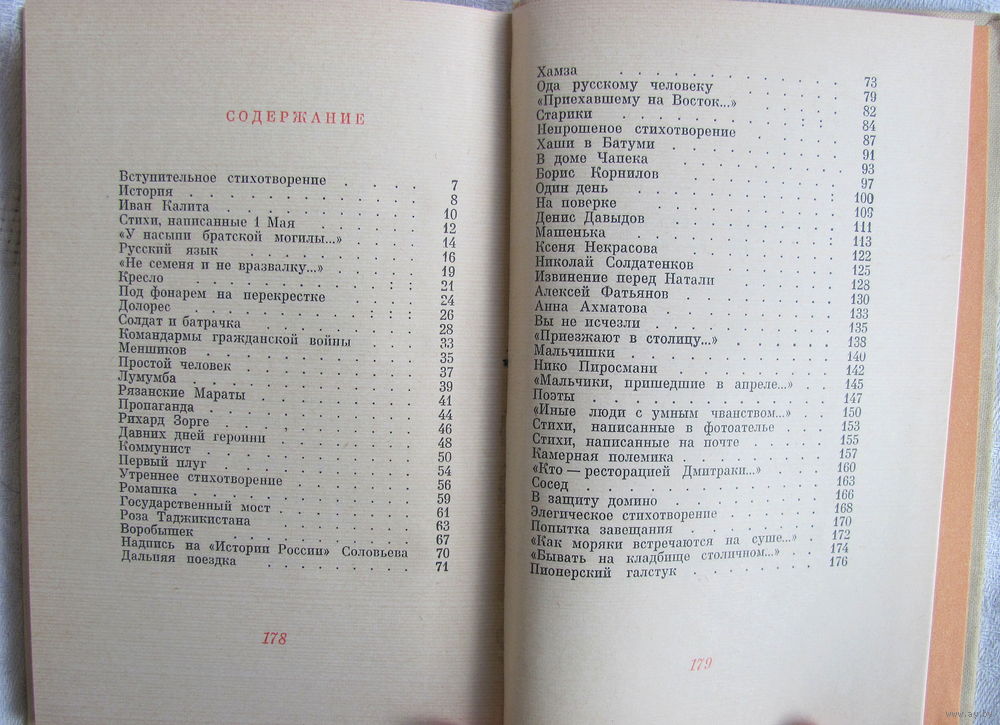 СОДЕРЖАНИЕ
Вступительное стихотворение . . . . 7
История . . . . . . . . 8
Иван Калита . . . . . . . 10
Стихи, написанные 1 Мая . . . . 12
«У насыпи братской могилы...» . . . 14
Русский язык . . . . . . 16
«Не семеня и не вразвалку...» . . . 19
Кресло . . . . . . . . 21
Под фонарем на перекрестке . . . 24
Долорес . . . . . . . . 26
Солдат и батрачка . . . . . 28
Командармы гражданской войны . . . 33
Меншиков . . . . . . . 35
Простой человек . . . . . . 37
Лумумба . . . . . . . . 39
Рязанские Мараты . . . . . 41
Пропаганда . . . . . . . 44
Рихард Зорге . . . . . . 46
Давних дней героини . . . . . 48
Коммунист . . . . . . . 50
Первый плуг . . . . . . 54
Утреннее стихотворение . . . . 56
Ромашка . . . . . . . . 59
Государственный мост . . . . . 61
Роза Таджикистана . . . . . 63
Воробышек . . . . . . . 67
Надпись на «Истории России» Соловьева 70
Дальняя поездка . . . . . . 71
178
Хамза . . . . . . . . 73
Ода русскому человеку . . . . 79
«Приехавшему на Восток...» . . . 82
Старики . . . . . . . 84
Непрошеное стихотворение . . . 87
Хаши в Батуми . . . . . . 91
В доме Чапека . . . . . . 93
Борис Корнилов . . . . . . 97
Один день . . . . . . . 100
На поверке . . . . . . . 109
Денис Давыдов . . . . . . 111
Машенька . . . . . . . 113
Ксеня Некрасова . . . . . . 122
Николай Солдатенков . . . . . 125
Извинение перед Натали . . . . 128
Алексей Фатьянов . . . . . 130
Анна Ахматова . . . . . . 133
Вы не исчезли . . . . . . 135
«Приезжают в столицу...» . . . . 138
Мальчишки . . . . . . . 140
Нико Пиросмани . . . . . . 142
«Мальчики, пришедшие в апреле...» . . 145
Поэты . . . . . . . . 147
«Иные люди с умным чванством...» . . 150
Стихи, написанные в фотоателье . . . 153
Стихи, написанные на почте . . . 155
Камерная полемика . . . . . 157
«Кто — ресторацией Дмитраки...» . . . 160
Сосед . . . . . . . . 163
В защиту домино . . . . . . 166
Элегическое стихотворение . . . . 168
Попытка завещания . . . . . 170
«Как моряки встречаются на суше...» . . 172
«Бывать на кладбище столичном...» . . 174
Пионерский галстук . . . . . 176
179
www.ay.by